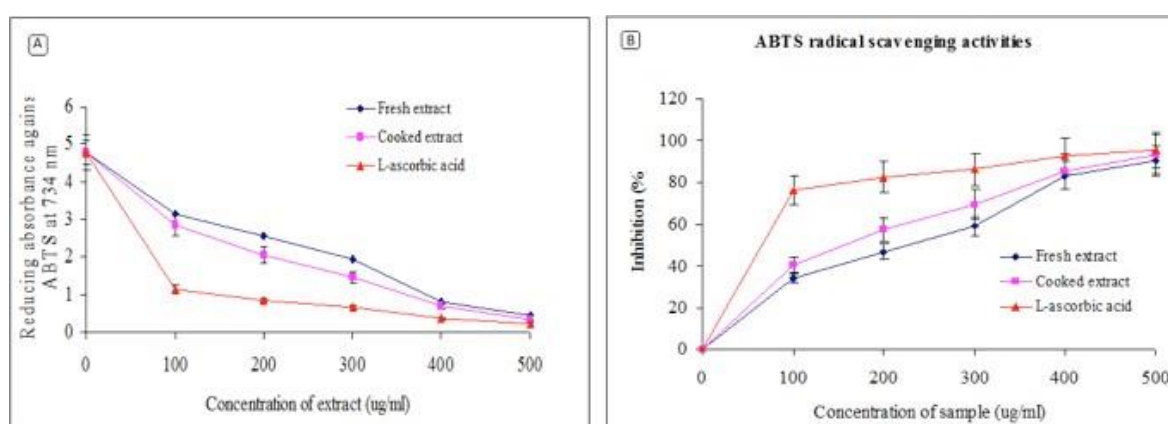 A
Reducing absorbance agains
ABTS at 734 nm
6
5
4
3
2
1
0
Fresh extract
Cooked extract
L-ascorbic acid
0 100 200 300 400 500
Concentration of extract (ug/ml)
B
ABTS radical scavenging activities
Inhibition (%
120
100
80
60
40
20
0
Fresh extract
Cooked extract
L-ascorbic acid
0 100 200 300 400 500
Concentration of sample (ug/ml)